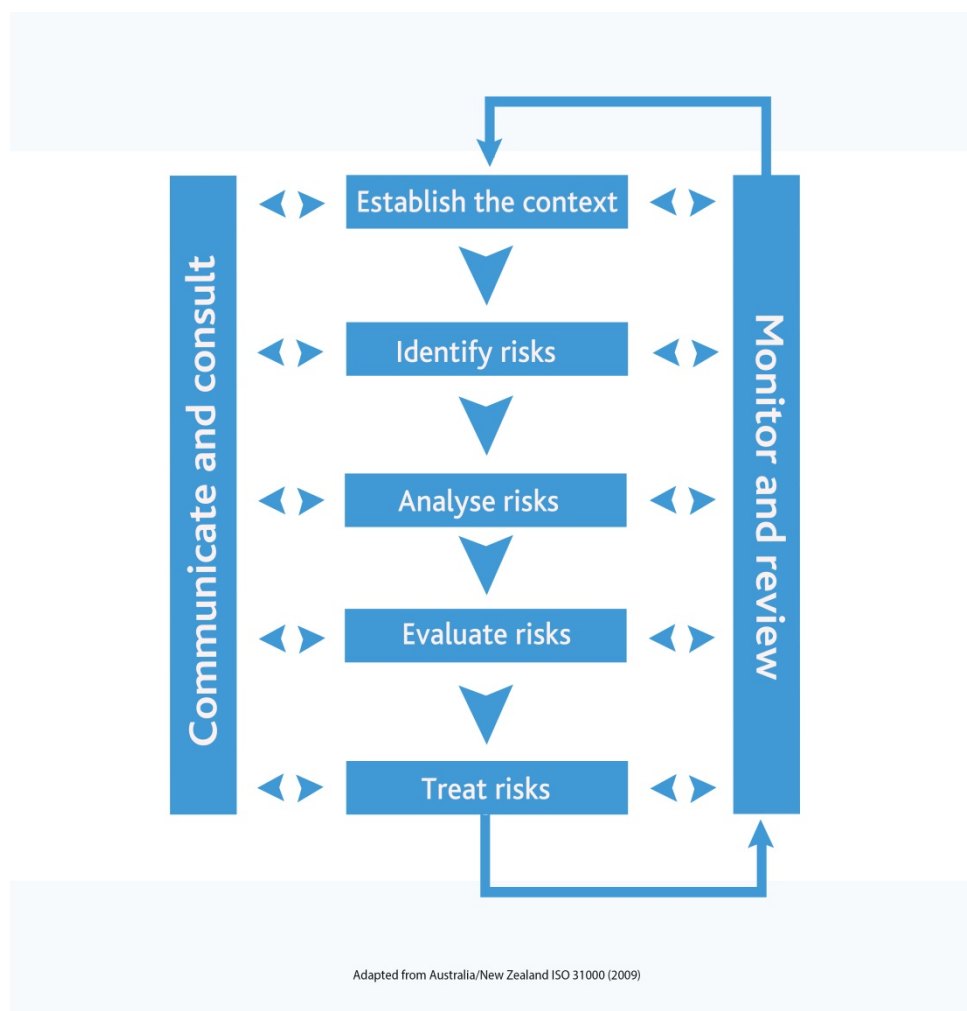 Establish the context
Communicate and consult
Monitor and review
Identify risks
Analyse risks
Evaluate risks
Treat risks
Adapted from Australia/New Zealand ISO 31000 (2009)